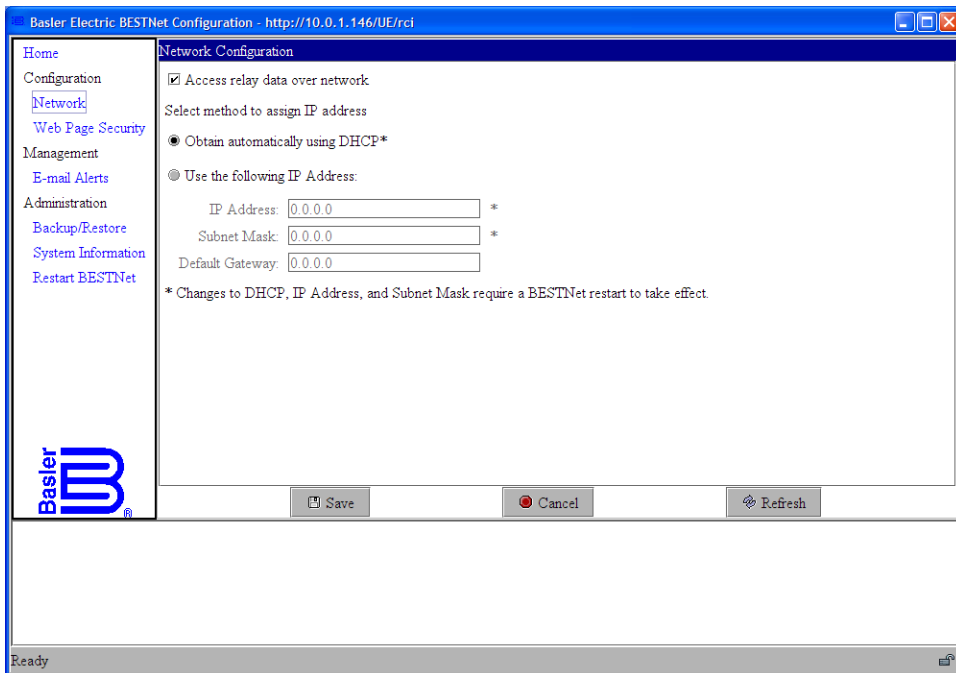 Basler Electric BESTNet Configuration - http://10.0.1.146/UE/rci
Home
Configuration
Network
Web Page Security
Management
E-mail Alerts
Administration
Backup/Restore
System Information
Restart BESTNet
Basler
®
Network Configuration
Access relay data over network
Select method to assign IP address
Obtain automatically using DHCP*
Use the following IP Address:
IP Address: 0.0.0.0 *
Subnet Mask: 0.0.0.0 *
Default Gateway: 0.0.0.0
* Changes to DHCP, IP Address, and Subnet Mask require a BESTNet restart to take effect.
Save Cancel Refresh
Ready